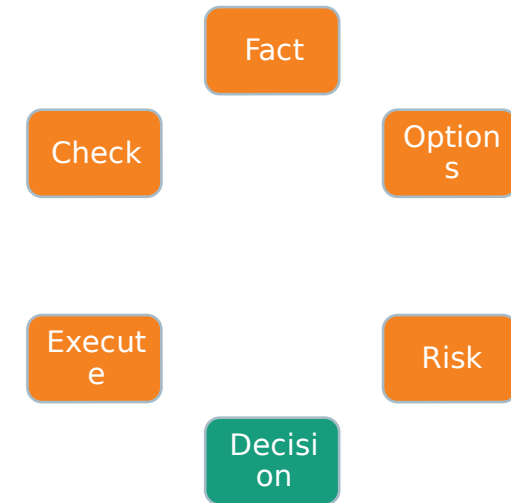 Fact
Check
Option
s
Execut
e
Risk
Decisi
on